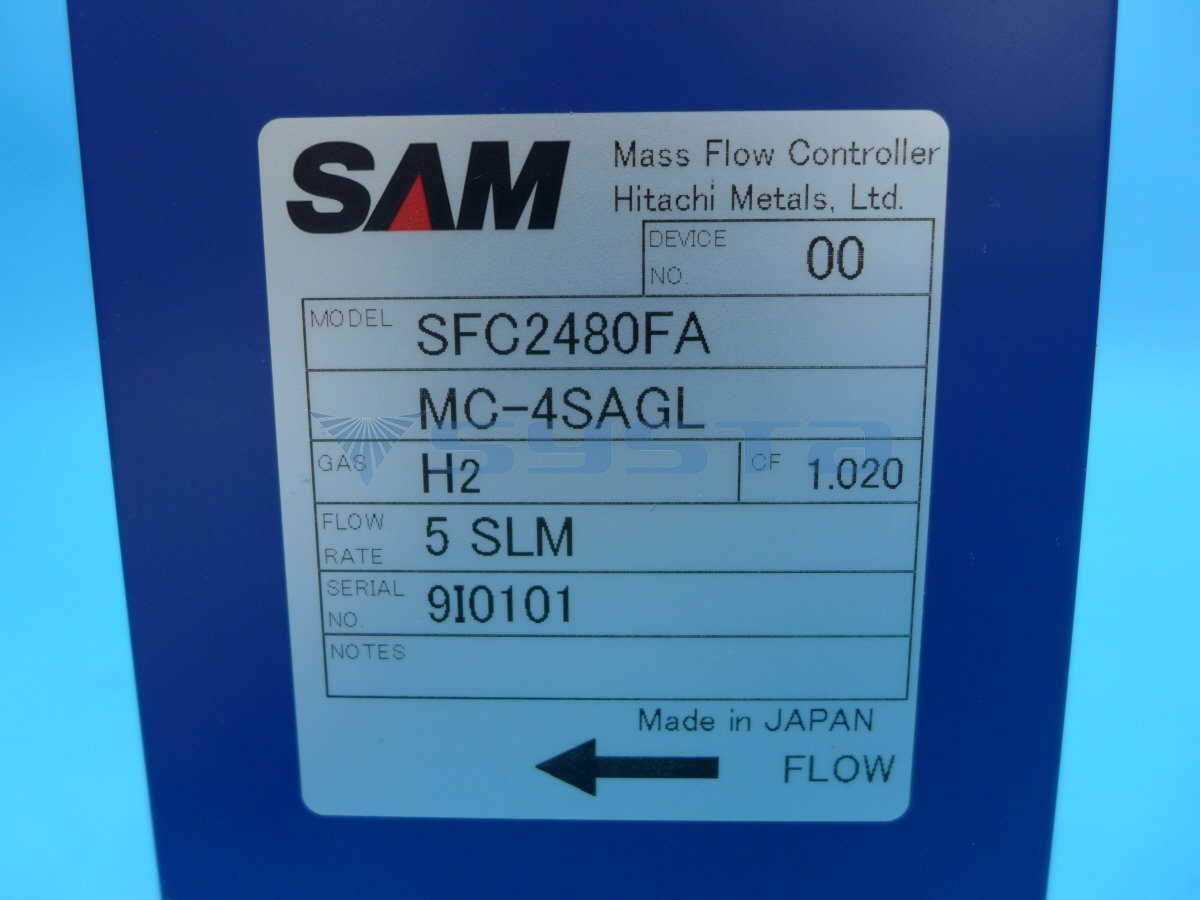 SAM
Mass Flow Controller
Hitachi Metals, Ltd.
DEVICE NO. 00
MODEL SFC2480FA
MC-4SAGL
SYSTA
GAS H2 CF 1.020
FLOW RATE 5 SLM
SERIAL NO. 9I0101
NOTES
Made in JAPAN
FLOW